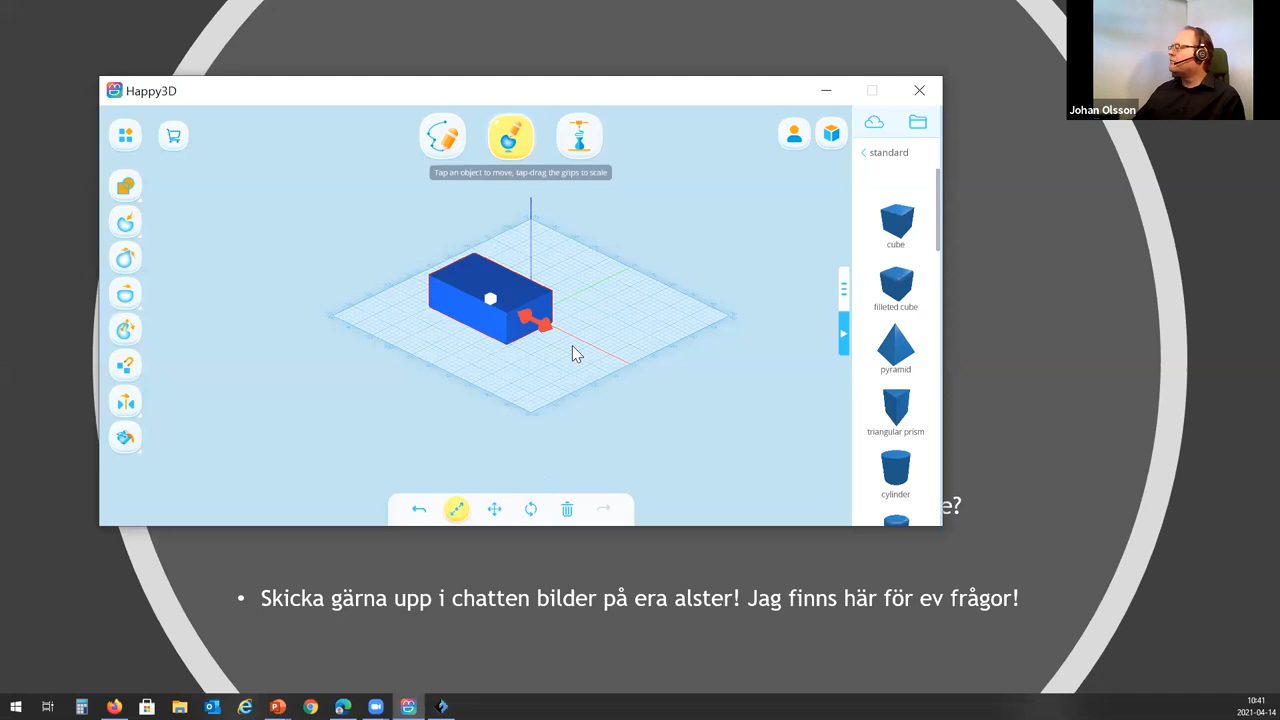 Johan Olsson
Happy3D
Tap an object to move, tap-drag the grips to scale
standard
cube
filleted cube
pyramid
triangular prism
cylinder
e?
• Skicka gärna upp i chatten bilder på era alster! Jag finns här för ev frågor!
10:41
2021-04-14